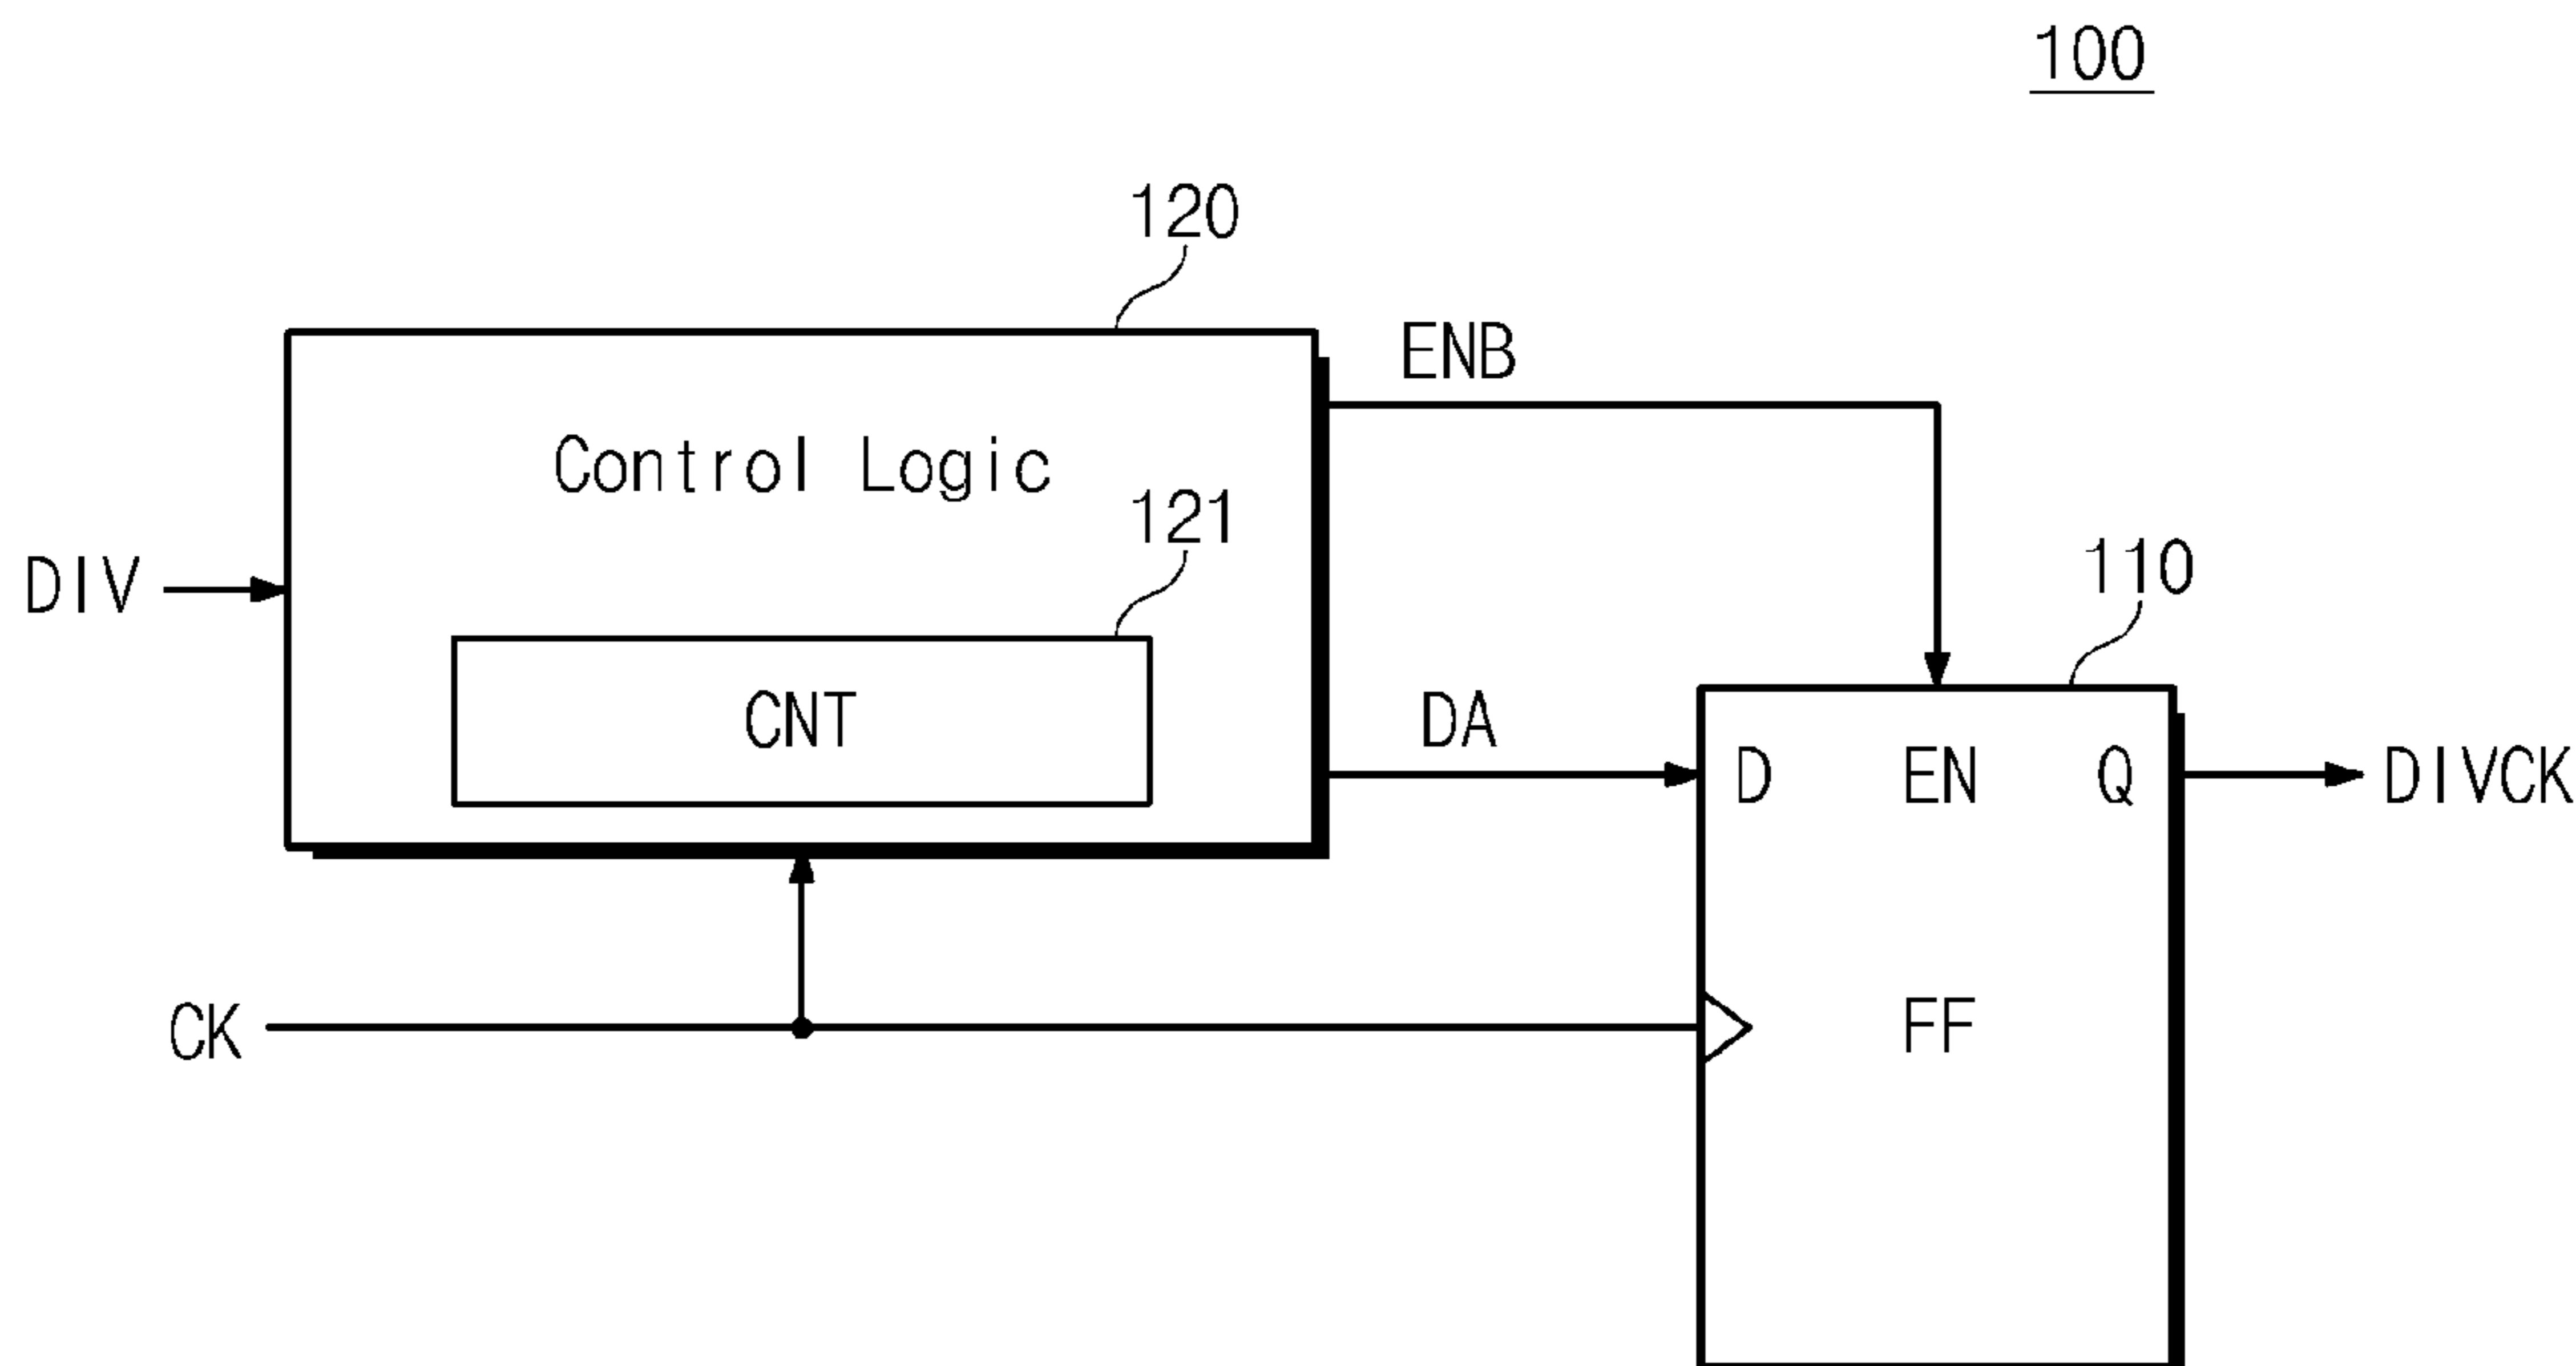 100
120
ENB
Control Logic
121
DIV
110
CNT
DA
D EN Q
DIVCK
CK
FF